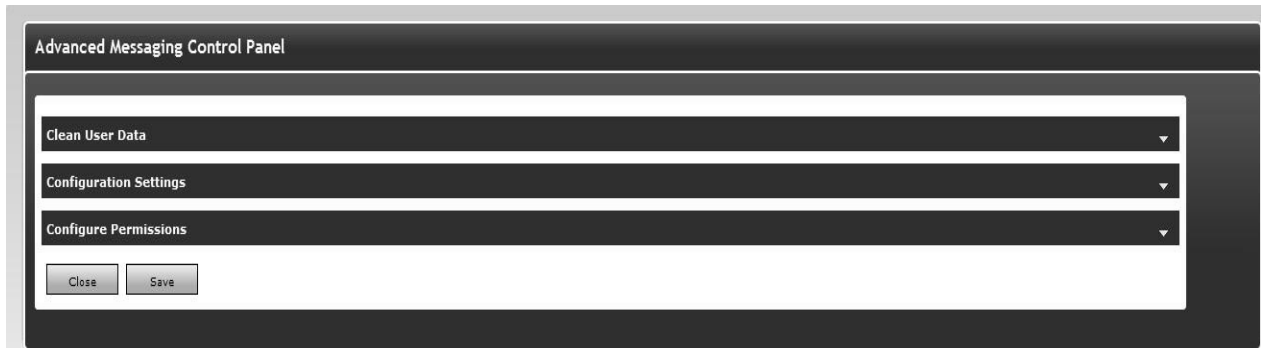 Advanced Messaging Control Panel
Clean User Data
Configuration Settings
Configure Permissions
Close Save